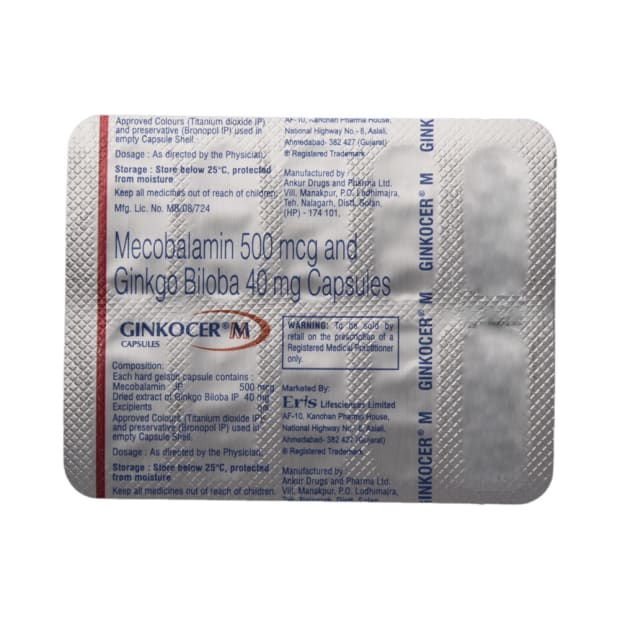 Approved Colours (Titanium dioxide IP)
and preservative (Bronopol IP) used in
empty Capsule Shell.
Dosage : As directed by the Physician.
Storage : Store below 25°C, protected
from moisture.
Keep all medicines out of reach of children.
Mfg. Lic. No. MB/08/724
AF-10, Kanchan Pharma House,
National Highway No. - 8, Aslali,
Ahmedabad- 382 427 (Gujarat)
® Registered Trademark
Manufactured by
Ankur Drugs and Pharma Ltd.
Vill. Manakpur, P.O. Lodhimajra,
Teh. Nalagarh, Distt. Solan,
(HP) - 174 101.
Mecobalamin 500 mcg and
Ginkgo Biloba 40 mg Capsules
GINKOCER® M
CAPSULES
WARNING: To be sold by
retail on the prescription of a
Registered Medical Practitioner
only.
Composition:
Each hard gelatin capsule contains :
Mecobalamin JP 500 mcg
Dried extract of Ginkgo Biloba IP 40 mg
Excipients qs
Approved Colours (Titanium dioxide IP)
and preservative (Bronopol IP) used in
empty Capsule Shell.
Dosage : As directed by the Physician.
Storage : Store below 25°C, protected
from moisture.
Keep all medicines out of reach of children.
Marketed By:
Eris Lifesciences Limited
AF-10, Kanchan Pharma House,
National Highway No. - 8, Aslali,
Ahmedabad- 382 427 (Gujarat)
® Registered Trademark
Manufactured by
Ankur Drugs and Pharma Ltd.
Vill. Manakpur, P.O. Lodhimajra,
Teh. Nalagarh, Distt. Solan,
GINK
GINKOCER® M
GINKOCER® M
INKOCER® M